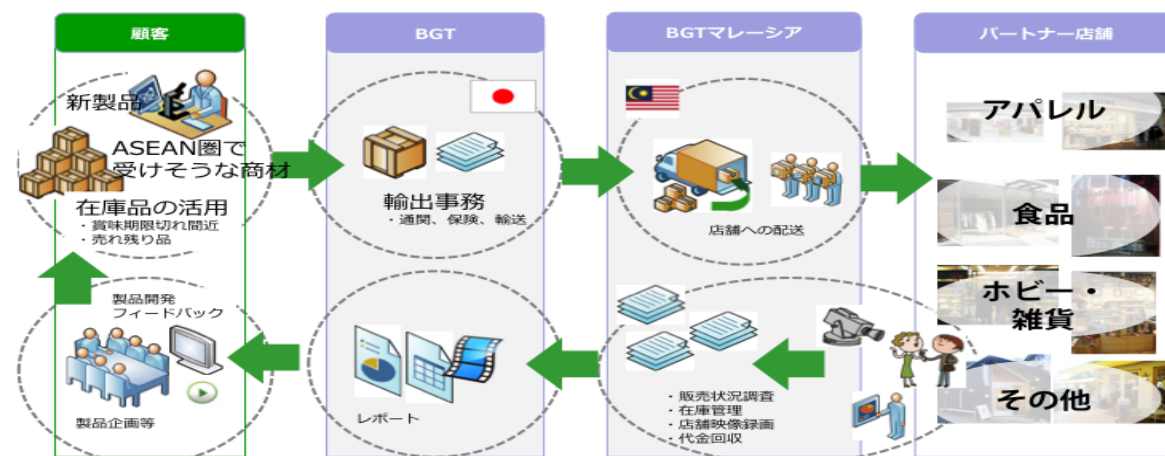 顧客
BGT
BGTマレーシア
パートナー店舗
新製品
ASEAN圏で
受けそうな商材
在庫品の活用
・賞味期限切れ間近
・売れ残り品
輸出事務
・通関、保険、輸送
店舗への配送
アパレル
食品
ホビー・
雑貨
その他
製品開発
フィードバック
製品企画等
レポート
・販売状況調査
・在庫管理
・店舗映像録画
・代金回収